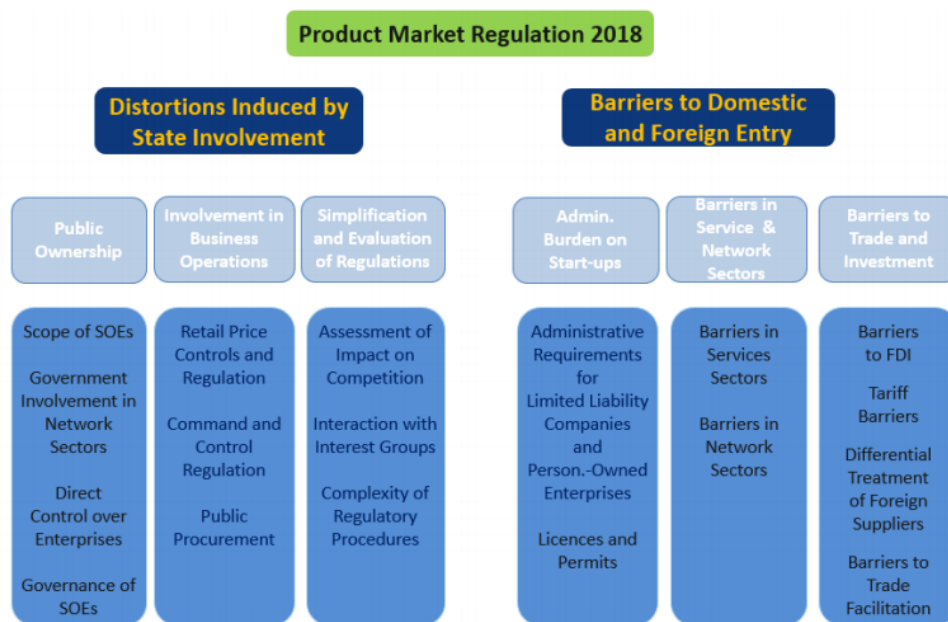 Product Market Regulation 2018
Distortions Induced by
State Involvement
Barriers to Domestic
and Foreign Entry
Public
Ownership
Involvement in
Business
Operations
Simplification
and Evaluation
of Regulations
Admin.
Burden on
Start-ups
Barriers in
Service &
Network
Sectors
Barriers to
Trade and
Investment
Scope of SOEs
Government
Involvement in
Network
Sectors
Direct
Control over
Enterprises
Governance of
SOEs
Retail Price
Controls and
Regulation
Command and
Control
Regulation
Public
Procurement
Assessment of
Impact on
Competition
Interaction with
Interest Groups
Complexity of
Regulatory
Procedures
Administrative
Requirements
for
Limited Liability
Companies
and
Person.-Owned
Enterprises
Licences and
Permits
Barriers in
Services
Sectors
Barriers in
Network
Sectors
Barriers
to FDI
Tariff
Barriers
Differential
Treatment
of Foreign
Suppliers
Barriers to
Trade
Facilitation